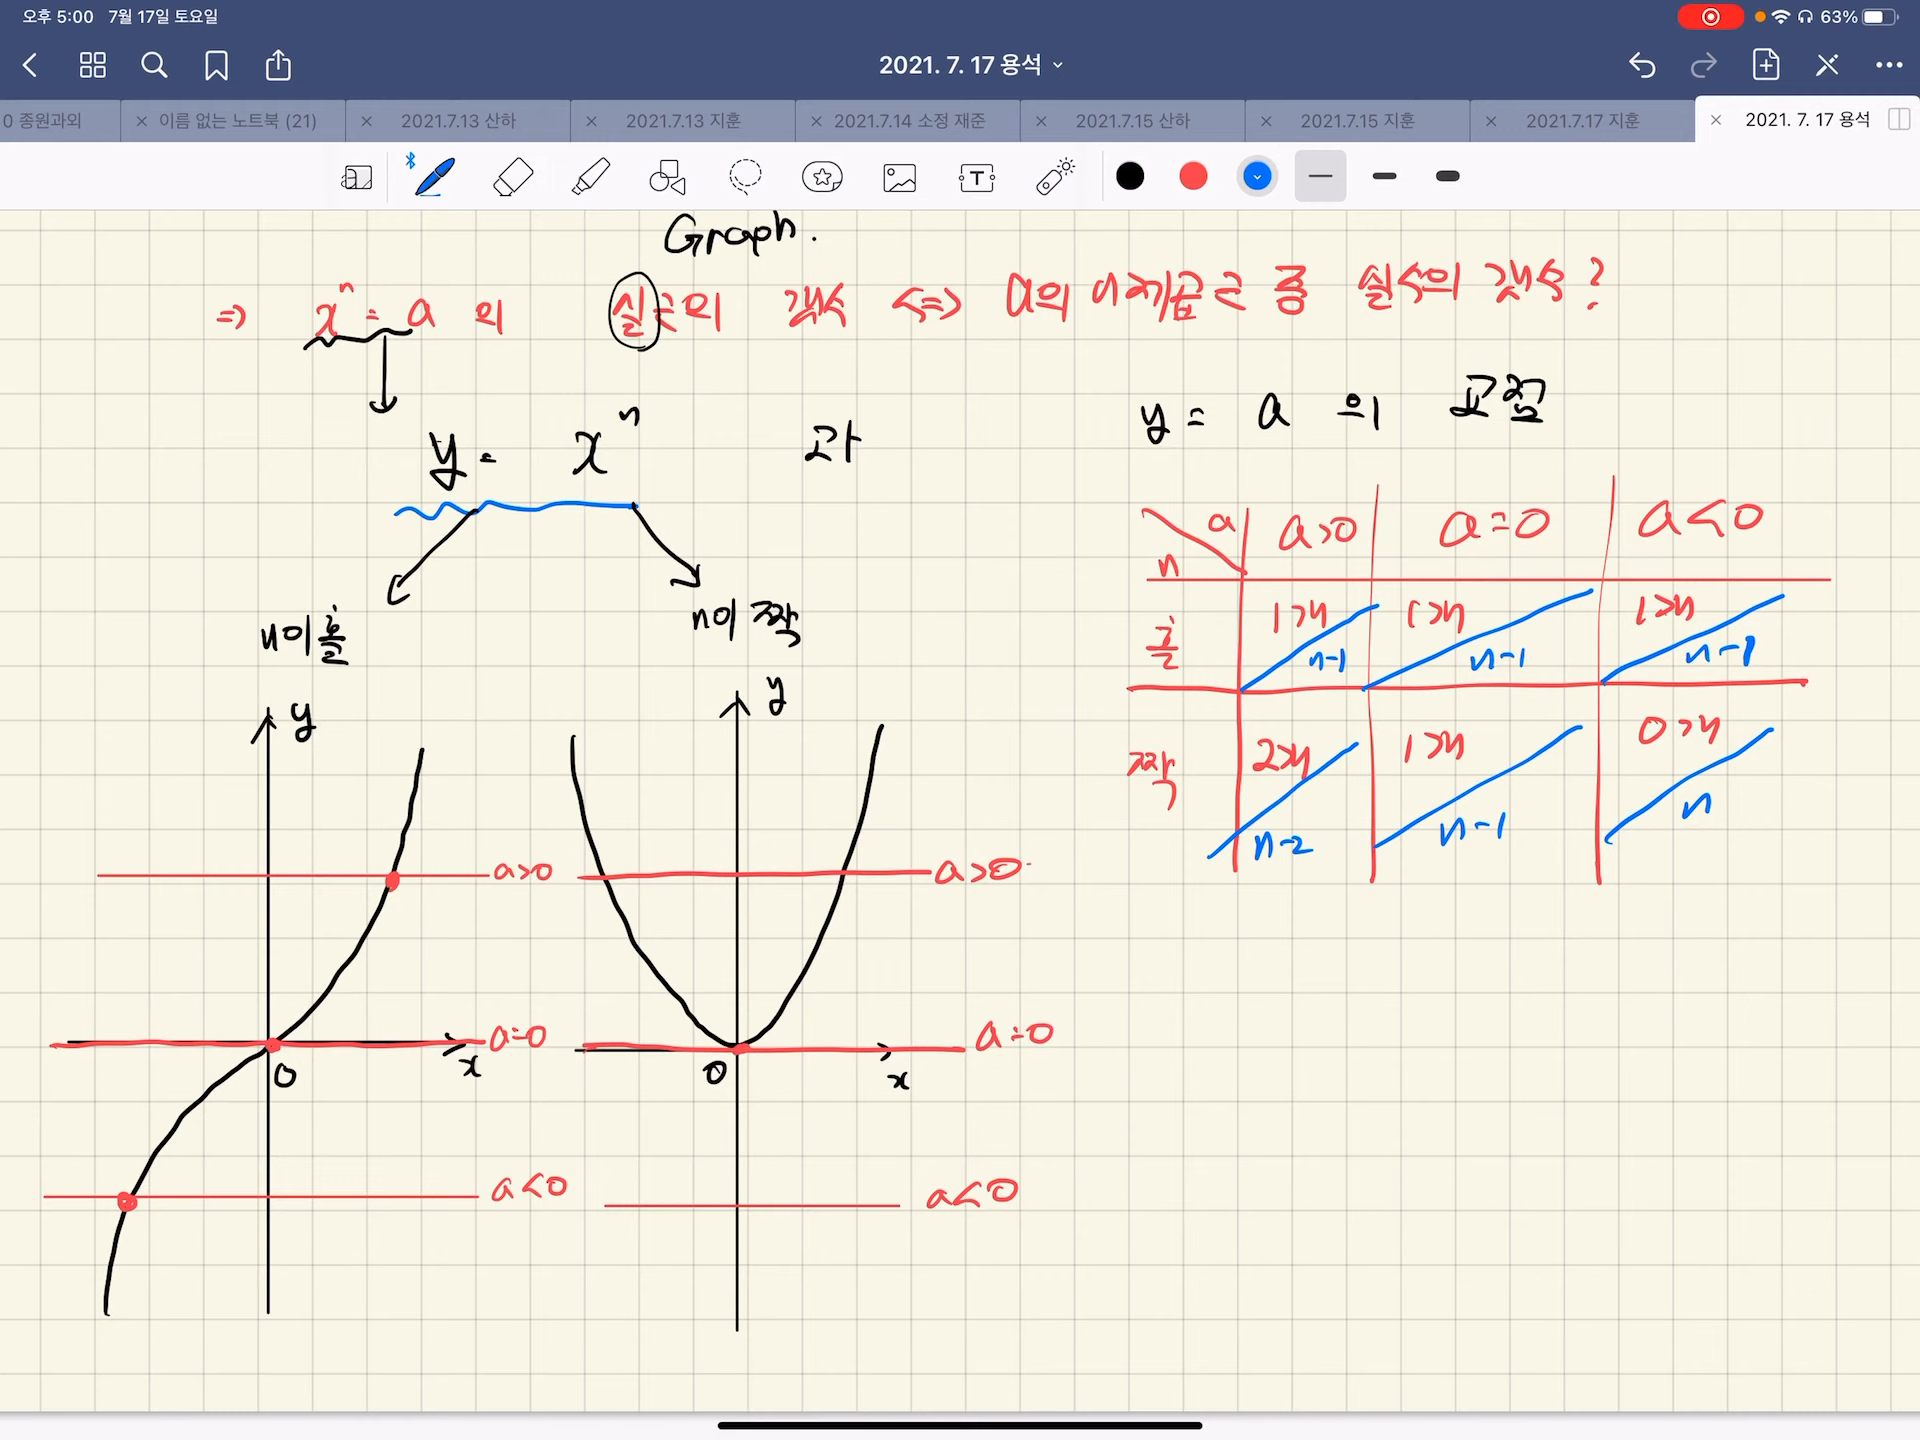 오후 5:00 7월 17일 토요일
63%
2021. 7. 17 용석
0 종원과외
이름 없는 노트북 (21)
2021.7.13 산하
2021.7.13 지훈
2021.7.14 소정 재준
2021.7.15 산하
2021.7.15 지훈
2021.7.17 지훈
2021. 7. 17 용석
Graph.
⇒ xⁿ = a 의 실근의 갯수 ⟺ a의 n제곱근 중 실수의 갯수?
y = xⁿ 과 y = a 의 교점
n이 홀
n이 짝
a a>0 a=0 a<0
n
홀 1개 n-1 1개 n-1 1개 n-1
짝 2개 n-2 1개 n-1 0개 n
y
a>0
a=0
x
0
a<0
y
a>0
a=0
x
0
a<0